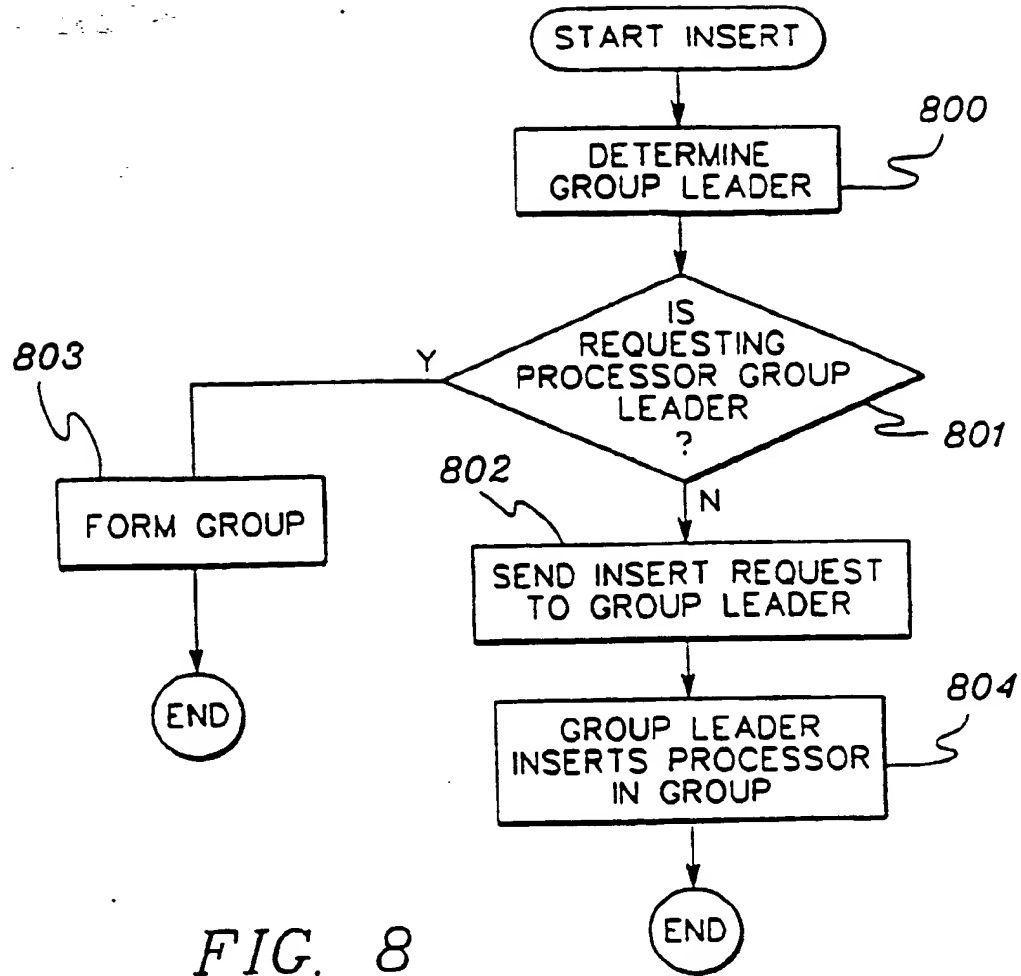 START INSERT
800
DETERMINE
GROUP LEADER
IS
REQUESTING
PROCESSOR GROUP
LEADER
?
801
Y
803
FORM GROUP
END
N
802
SEND INSERT REQUEST
TO GROUP LEADER
804
GROUP LEADER
INSERTS PROCESSOR
IN GROUP
END
FIG. 8